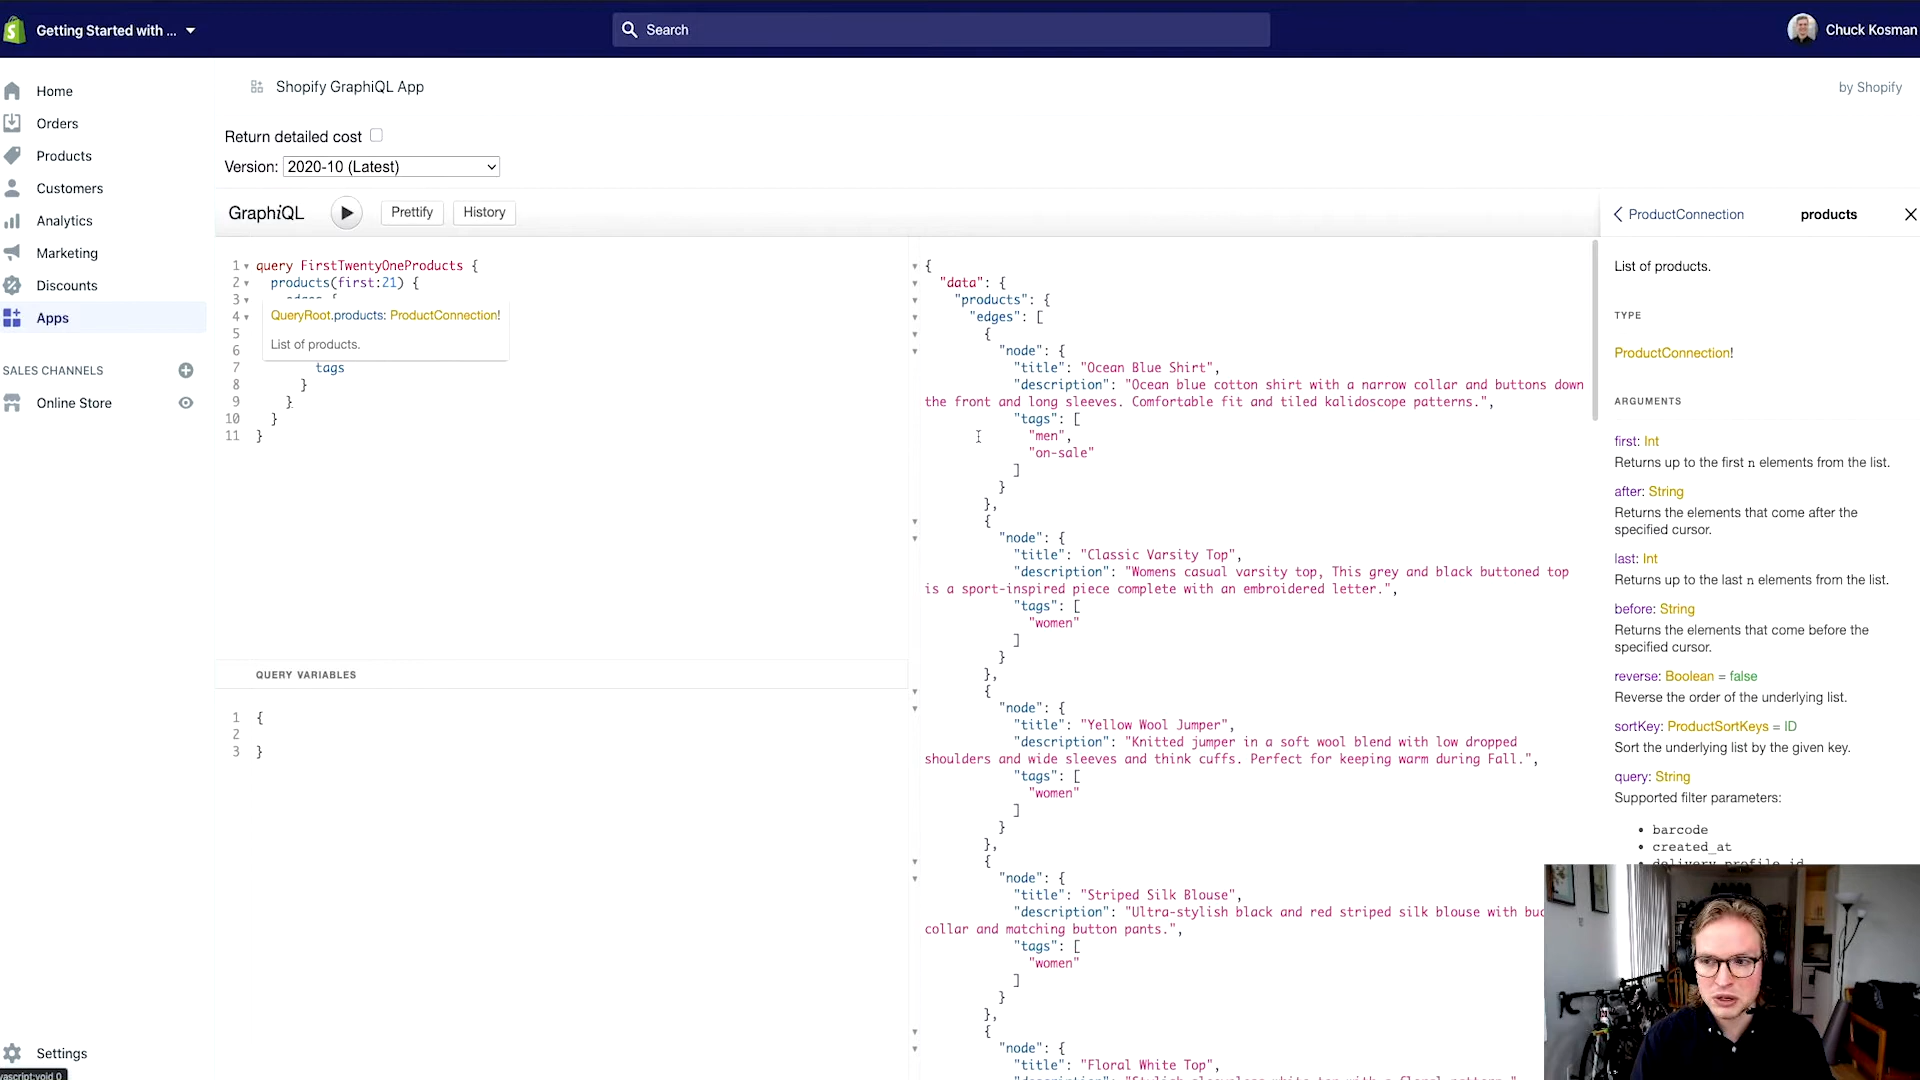 Getting Started with ...
Search
Chuck Kosman
Home
Orders
Products
Customers
Analytics
Marketing
Discounts
Apps
SALES CHANNELS
Online Store
Settings
Shopify GraphiQL App
by Shopify
Return detailed cost
Version: 2020-10 (Latest)
GraphiQL
Prettify
History
1 query FirstTwentyOneProducts {
2 products(first:21) {
3
4
5
6
7 tags
8 }
9 }
10 }
11 }
QueryRoot.products: ProductConnection!
List of products.
QUERY VARIABLES
1 {
2
3 }
{
"data": {
"products": {
"edges": [
{
"node": {
"title": "Ocean Blue Shirt",
"description": "Ocean blue cotton shirt with a narrow collar and buttons down
the front and long sleeves. Comfortable fit and tiled kalidoscope patterns.",
"tags": [
"men",
"on-sale"
]
}
},
{
"node": {
"title": "Classic Varsity Top",
"description": "Womens casual varsity top, This grey and black buttoned top
is a sport-inspired piece complete with an embroidered letter.",
"tags": [
"women"
]
}
},
{
"node": {
"title": "Yellow Wool Jumper",
"description": "Knitted jumper in a soft wool blend with low dropped
shoulders and wide sleeves and think cuffs. Perfect for keeping warm during Fall.",
"tags": [
"women"
]
}
},
{
"node": {
"title": "Striped Silk Blouse",
"description": "Ultra-stylish black and red striped silk blouse with
collar and matching button pants.",
"tags": [
"women"
]
}
},
{
"node": {
"title": "Floral White Top",
ProductConnection
products
List of products.
TYPE
ProductConnection!
ARGUMENTS
first: Int
Returns up to the first n elements from the list.
after: String
Returns the elements that come after the
specified cursor.
last: Int
Returns up to the last n elements from the list.
before: String
Returns the elements that come before the
specified cursor.
reverse: Boolean = false
Reverse the order of the underlying list.
sortKey: ProductSortKeys = ID
Sort the underlying list by the given key.
query: String
Supported filter parameters:
• barcode
• created_at